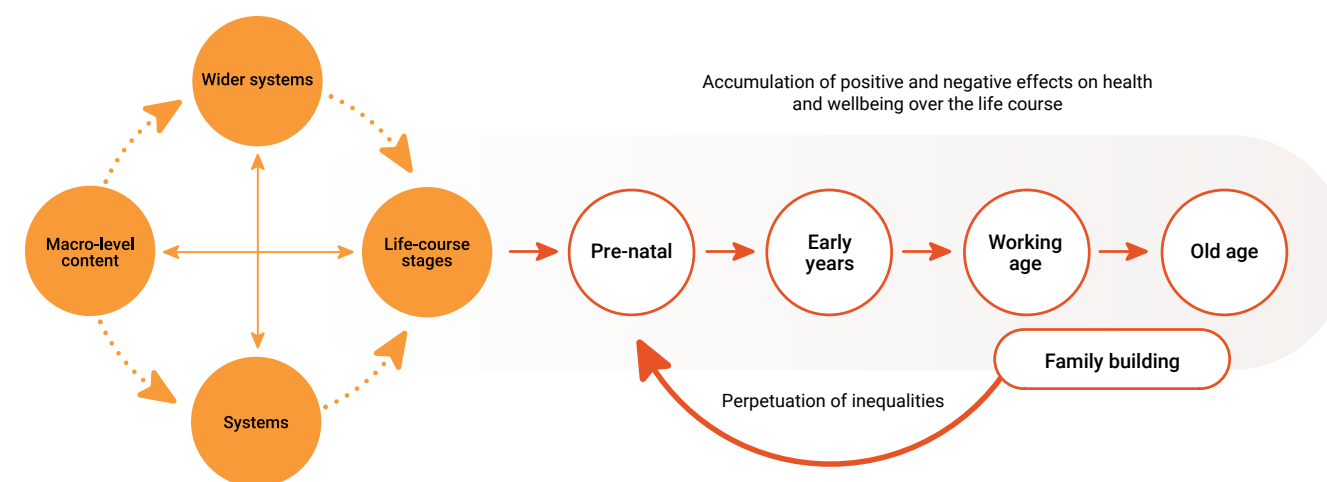 Wider systems
Accumulation of positive and negative effects on health
and wellbeing over the life course
Macro-level
content
Life-course
stages
Pre-natal
Early
years
Working
age
Old age
Family building
Perpetuation of inequalities
Systems